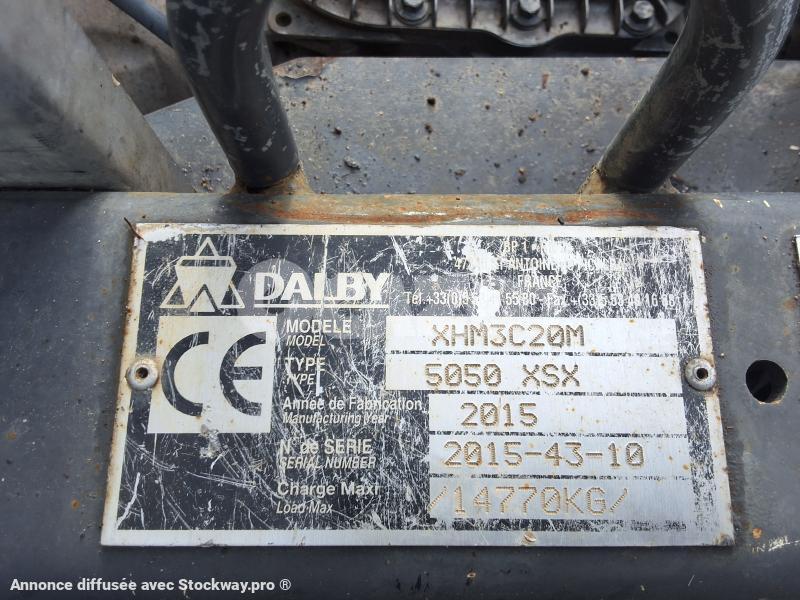 DALBY
FRANCE
CE
MODELE XHM3C20M
MODEL
TYPE 5050 XSX
TYPE
Année de Fabrication 2015
Manufacturing year
N° de SERIE 2015-43-10
SERIAL NUMBER
Charge Maxi /14770KG/
Load Max
Annonce diffusée avec Stockway.pro ®